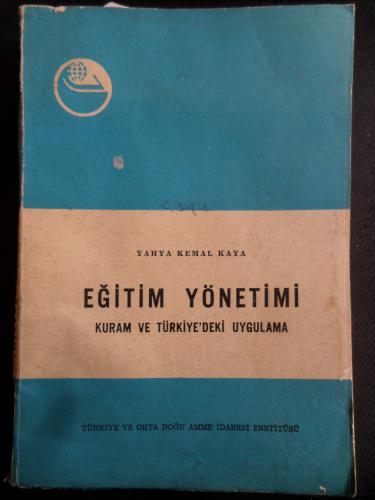 YAHYA KEMAL KAYA
EĞİTİM YÖNETİMİ
KURAM VE TÜRKİYE'DEKİ UYGULAMA
TÜRKİYE VE ORTA DOĞU AMME İDARESİ ENSTİTÜSÜ